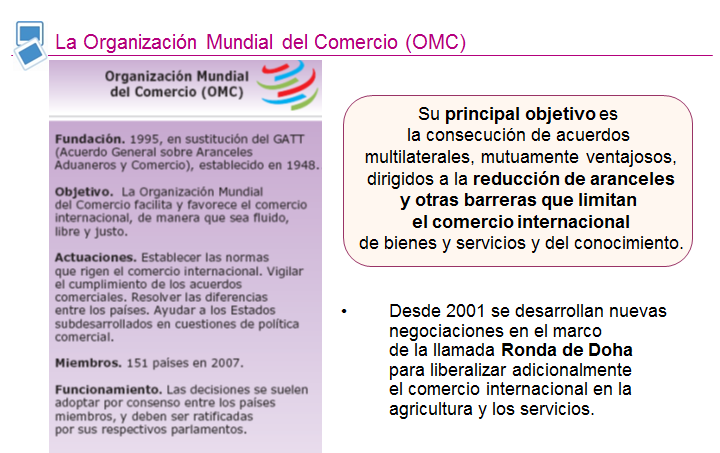 La Organización Mundial del Comercio (OMC)
Organización Mundial
del Comercio (OMC)
Fundación. 1995, en sustitución del GATT
(Acuerdo General sobre Aranceles
Aduaneros y Comercio), establecido en 1948.
Objetivo. La Organización Mundial
del Comercio facilita y favorece el comercio
internacional, de manera que sea fluido,
libre y justo.
Actuaciones. Establecer las normas
que rigen el comercio internacional. Vigilar
el cumplimiento de los acuerdos
comerciales. Resolver las diferencias
entre los países. Ayudar a los Estados
subdesarrollados en cuestiones de política
comercial.
Miembros. 151 países en 2007.
Funcionamiento. Las decisiones se suelen
adoptar por consenso entre los países
miembros, y deben ser ratificadas
por sus respectivos parlamentos.
Su principal objetivo es
la consecución de acuerdos
multilaterales, mutuamente ventajosos,
dirigidos a la reducción de aranceles
y otras barreras que limitan
el comercio internacional
de bienes y servicios y del conocimiento.
• Desde 2001 se desarrollan nuevas
negociaciones en el marco
de la llamada Ronda de Doha
para liberalizar adicionalmente
el comercio internacional en la
agricultura y los servicios.